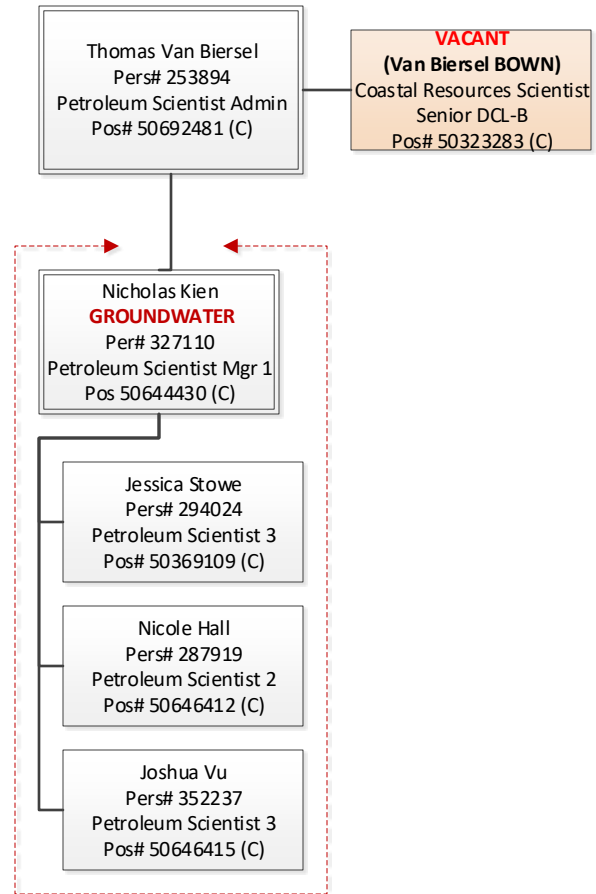 Thomas Van Biersel
Pers# 253894
Petroleum Scientist Admin
Pos# 50692481 (C)
VACANT
(Van Biersel BOWN)
Coastal Resources Scientist
Senior DCL-B
Pos# 50323283 (C)
Nicholas Kien
GROUNDWATER
Per# 327110
Petroleum Scientist Mgr 1
Pos 50644430 (C)
Jessica Stowe
Pers# 294024
Petroleum Scientist 3
Pos# 50369109 (C)
Nicole Hall
Pers# 287919
Petroleum Scientist 2
Pos# 50646412 (C)
Joshua Vu
Pers# 352237
Petroleum Scientist 3
Pos# 50646415 (C)